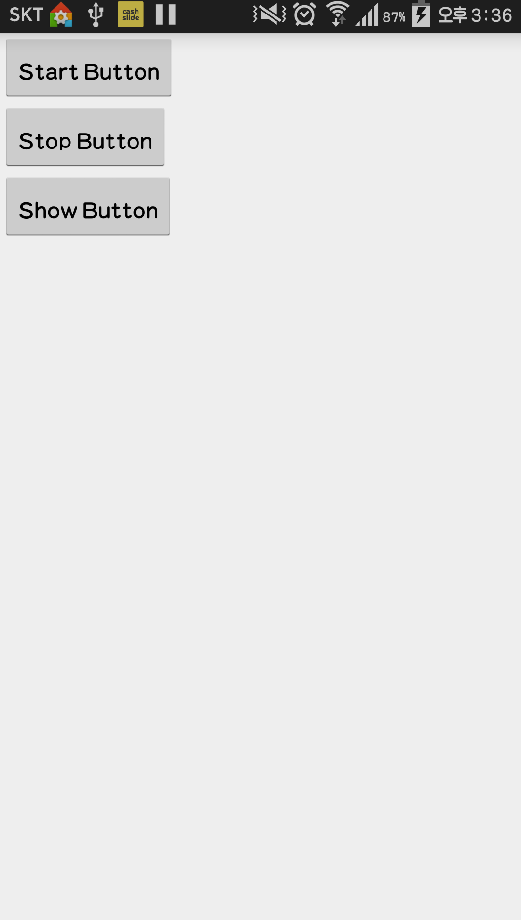 SKT cash slide 87% 오후 3:36
Start Button
Stop Button
Show Button